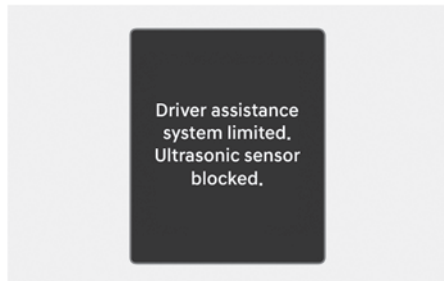 Driver assistance
system limited.
Ultrasonic sensor
blocked.